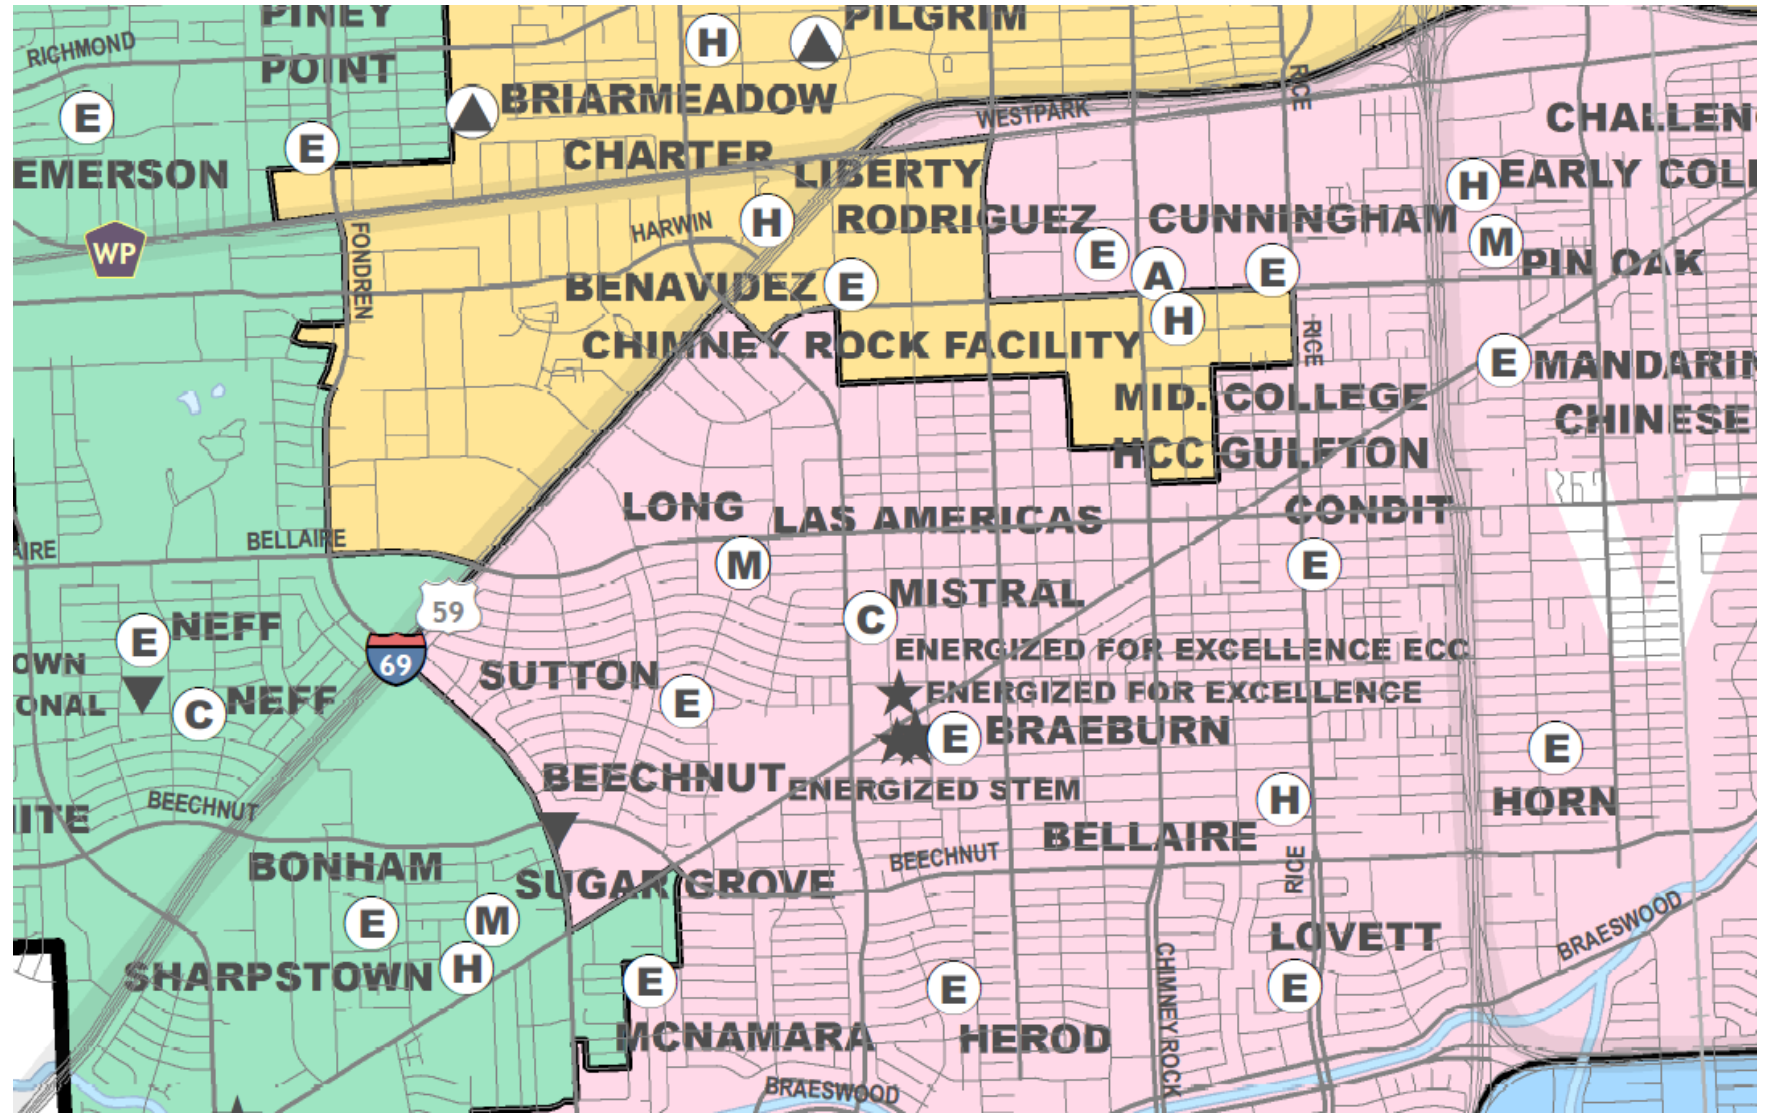 PINEY
POINT
RICHMOND
H
PILGRIM
BRIARMEADOW
CHARTER
E
E
EMERSON
WESTPARK
RICE
LIBERTY
H
HARWIN
RODRIGUEZ
CUNNINGHAM
EARLY
H
M
PIN OAK
WP
FONDREN
E
A
E
BENAVIDEZ
E
H
CHIMNEY ROCK FACILITY
RICE
E
MID. COLLEGE
HCC GULFTON
CHINESE
LONG
LAS AMERICAS
CONDIT
BELLAIRE
M
E
59
MISTRAL
C
NEFF
E
69
ENERGIZED FOR EXCELLENCE ECC
SUTTON
E
ENERGIZED FOR EXCELLENCE
NEFF
C
E
BRAEBURN
E
HORN
BEECHNUT
ENERGIZED STEM
H
BEECHNUT
BELLAIRE
BEECHNUT
BONHAM
SUGAR GROVE
RICE
E
M
H
SHARPSTOWN
LOVETT
E
BRAESWOOD
E
E
MCNAMARA
HEROD
CHIMNEY ROCK
BRAESWOOD